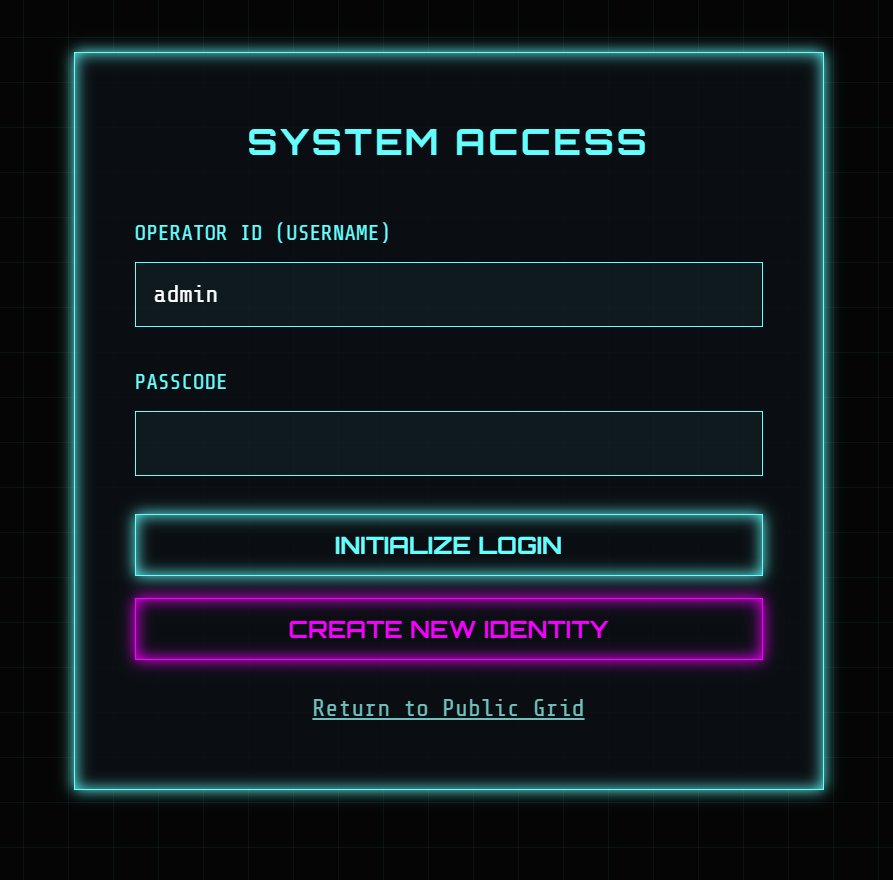 SYSTEM ACCESS
OPERATOR ID (USERNAME)
admin
PASSCODE
INITIALIZE LOGIN
CREATE NEW IDENTITY
Return to Public Grid